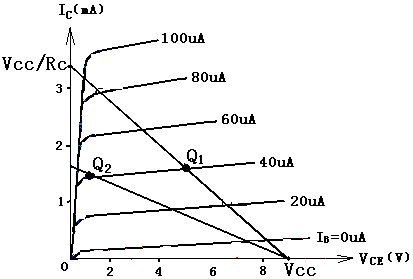 Ic(mA)
100uA
Vcc/Rc
80uA
3
60uA
2
Q2
Q1
40uA
1
20uA
IB=0uA
0
2
4
6
8
Vcc
VCE(V)